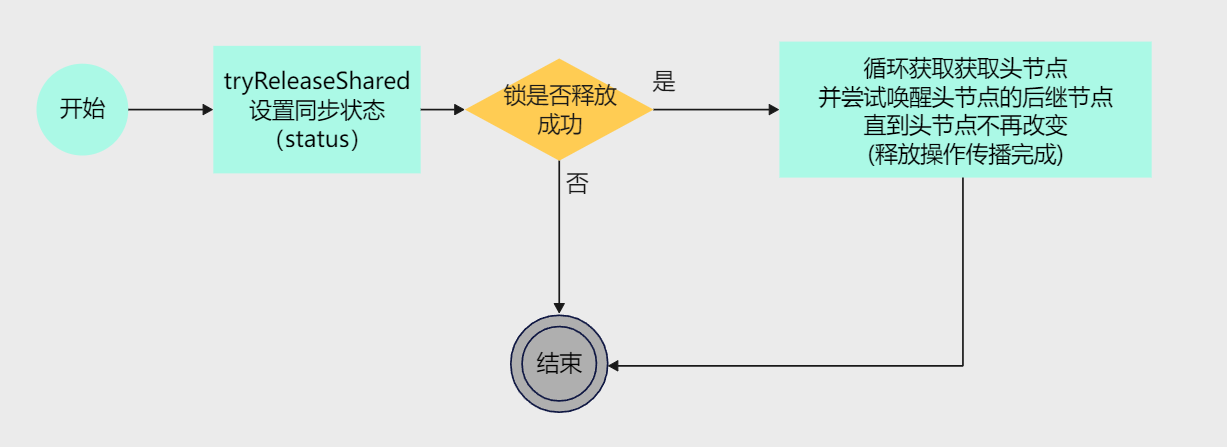 开始
tryReleaseShared
设置同步状态
（status）
锁是否释放
成功
是
循环获取获取头节点
并尝试唤醒头节点的后继节点
直到头节点不再改变
(释放操作传播完成)
否
结束